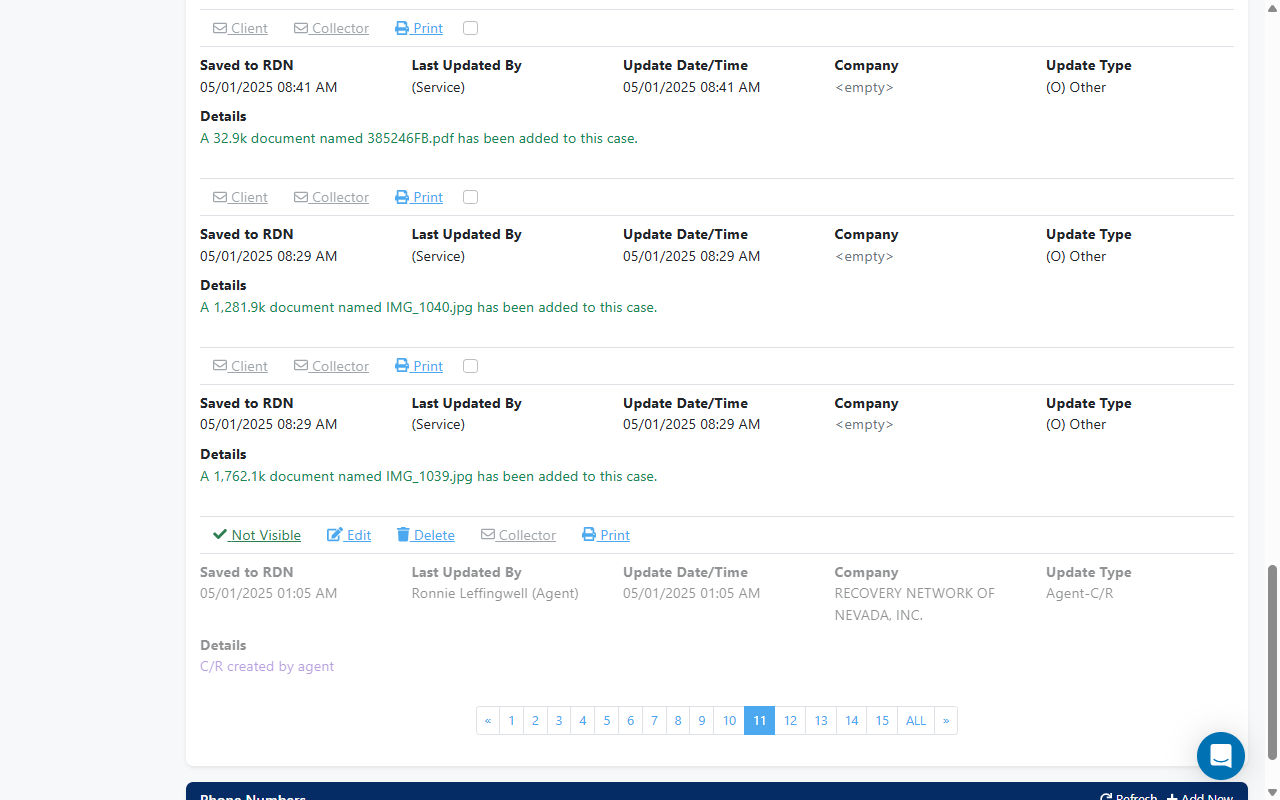 Client Collector Print
Saved to RDN Last Updated By Update Date/Time Company Update Type
05/01/2025 08:41 AM (Service) 05/01/2025 08:41 AM <empty> (O) Other
Details
A 32.9k document named 385246FB.pdf has been added to this case.
Client Collector Print
Saved to RDN Last Updated By Update Date/Time Company Update Type
05/01/2025 08:29 AM (Service) 05/01/2025 08:29 AM <empty> (O) Other
Details
A 1,281.9k document named IMG_1040.jpg has been added to this case.
Client Collector Print
Saved to RDN Last Updated By Update Date/Time Company Update Type
05/01/2025 08:29 AM (Service) 05/01/2025 08:29 AM <empty> (O) Other
Details
A 1,762.1k document named IMG_1039.jpg has been added to this case.
Not Visible Edit Delete Collector Print
Saved to RDN Last Updated By Update Date/Time Company Update Type
05/01/2025 01:05 AM Ronnie Leffingwell (Agent) 05/01/2025 01:05 AM RECOVERY NETWORK OF Agent-C/R
NEVADA, INC.
Details
C/R created by agent
« 1 2 3 4 5 6 7 8 9 10 11 12 13 14 15 ALL »
Phone Numbers Refresh Add New